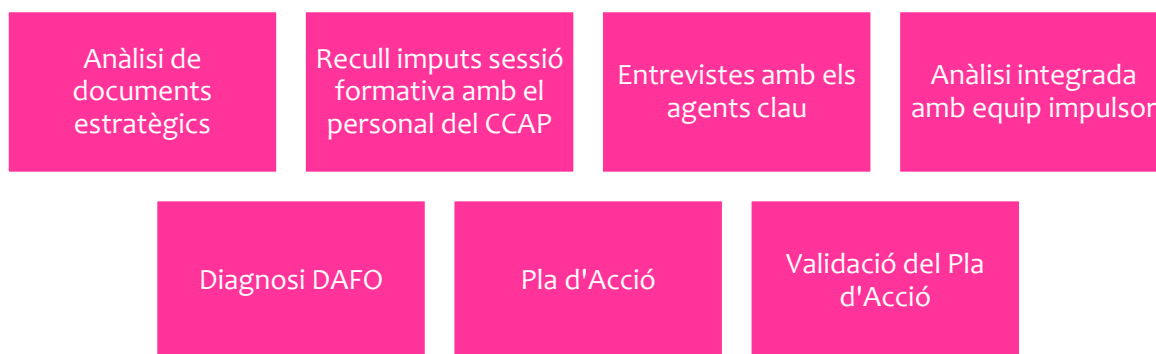 Anàlisi de
documents
estratègics
Recull imputs sessió
formativa amb el
personal del CCAP
Entrevistes amb els
agents clau
Anàlisi integrada
amb equip impulsor
Diagnosi DAFO
Pla d'Acció
Validació del Pla
d'Acció